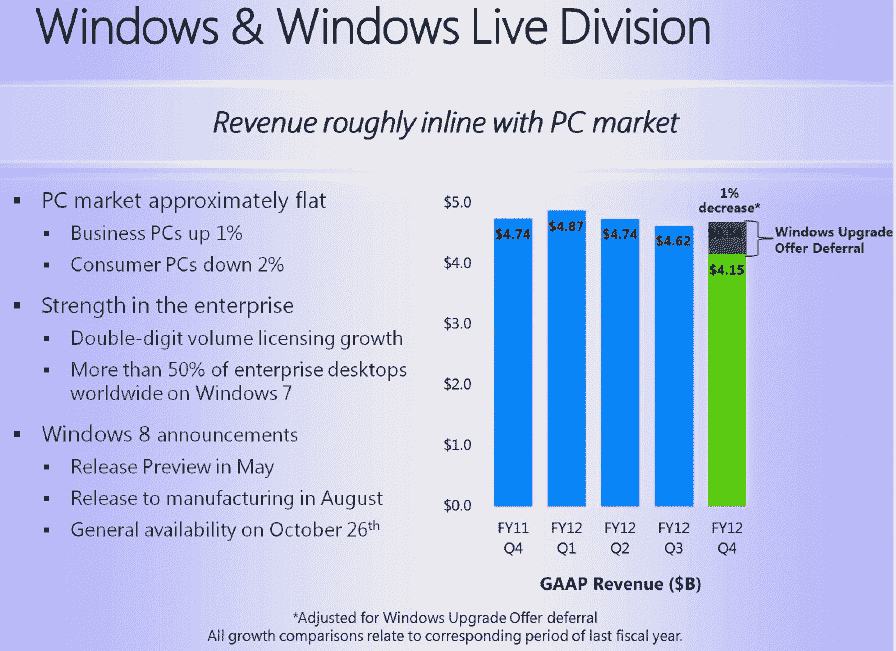 Windows & Windows Live Division
Revenue roughly inline with PC market
▪ PC market approximately flat
▪ Business PCs up 1%
▪ Consumer PCs down 2%
▪ Strength in the enterprise
▪ Double-digit volume licensing growth
▪ More than 50% of enterprise desktops
worldwide on Windows 7
▪ Windows 8 announcements
▪ Release Preview in May
▪ Release to manufacturing in August
▪ General availability on October 26th
1%
decrease*
$5.0
$4.0
$3.0
$2.0
$1.0
$0.0
$4.74
$4.87
$4.74
$4.62
$4.15
Windows Upgrade
Offer Deferral
FY11 FY12 FY12 FY12 FY12
Q4 Q1 Q2 Q3 Q4
GAAP Revenue ($B)
*Adjusted for Windows Upgrade Offer deferral
All growth comparisons relate to corresponding period of last fiscal year.